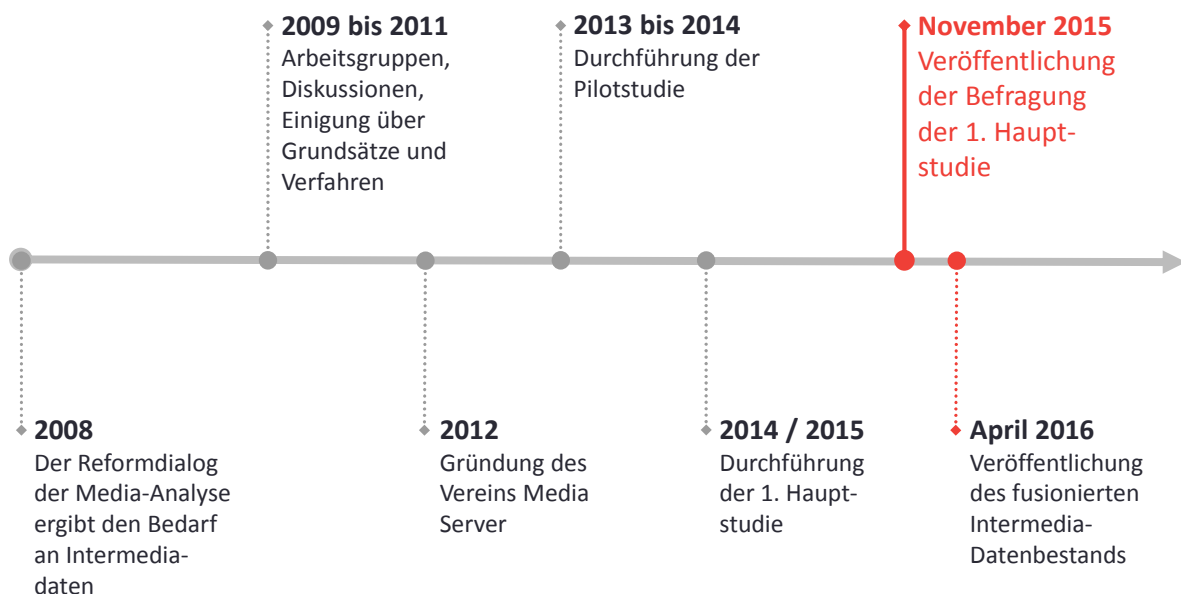 2009 bis 2011
Arbeitsgruppen,
Diskussionen,
Einigung über
Grundsätze und
Verfahren
2013 bis 2014
Durchführung der
Pilotstudie
November 2015
Veröffentlichung
der Befragung
der 1. Haupt-
studie
2008
Der Reformdialog
der Media-Analyse
ergibt den Bedarf
an Intermedia-
daten
2012
Gründung des
Vereins Media
Server
2014 / 2015
Durchführung
der 1. Haupt-
studie
April 2016
Veröffentlichung
des fusionierten
Intermedia-
Datenbestands